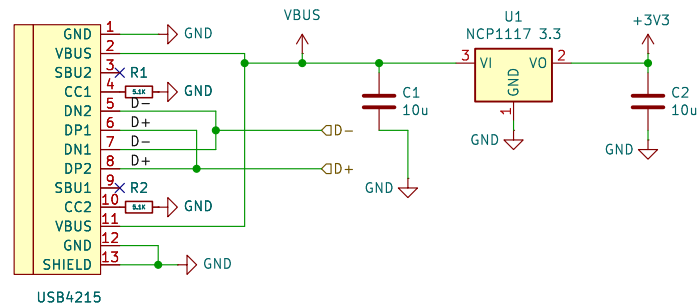 GND 1 GND
VBUS 2
SBU2 3 R1
CC1 4 5.1K GND
DN2 5 D-
DP1 6 D+
DN1 7 D-
DP2 8 D+
SBU1 9 R2
CC2 10 5.1K GND
VBUS 11
GND 12
SHIELD 13 GND
USB4215
VBUS
D-
D+
C1
10u
GND
U1
NCP1117 3.3
3 VI VO 2
GND
1
GND
+3V3
C2
10u
GND